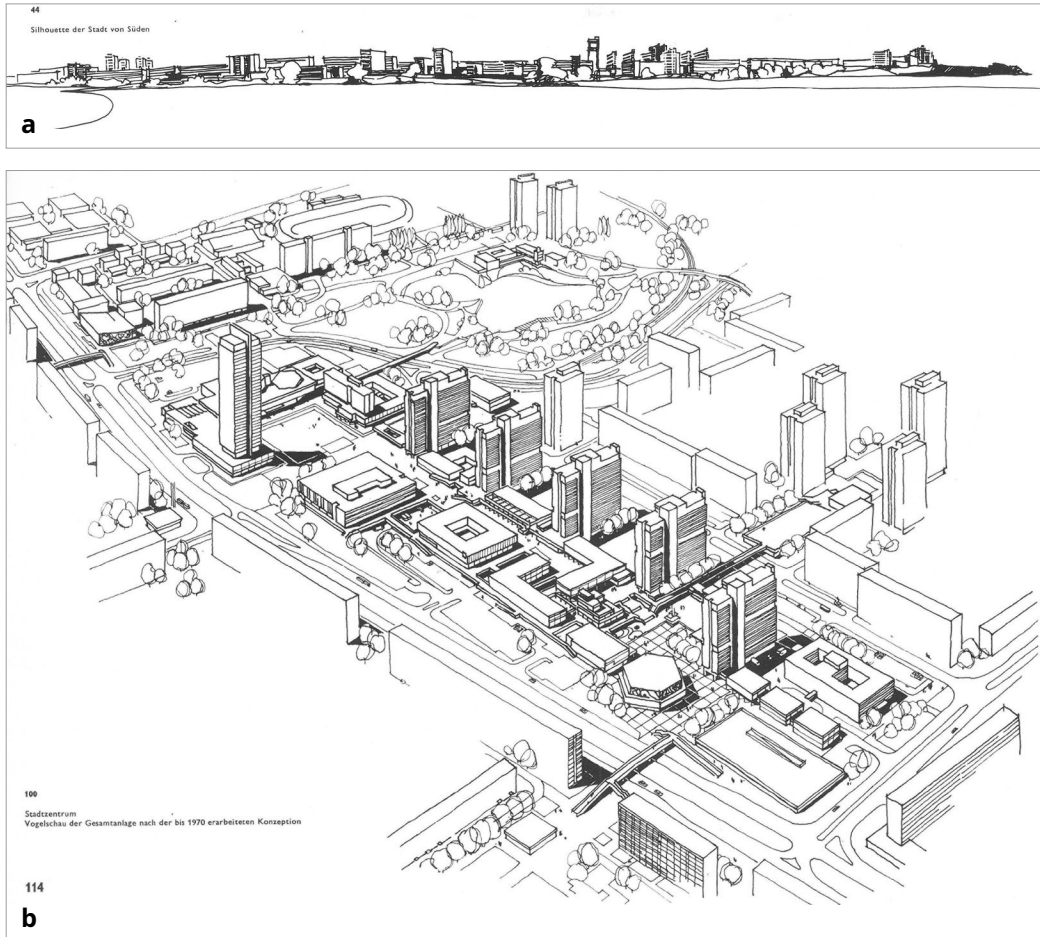 44
Silhouette der Stadt von Süden
a
100
Stadtzentrum
Vogelschau der Gesamtanlage nach der bis 1970 erarbeiteten Konzeption
114
b